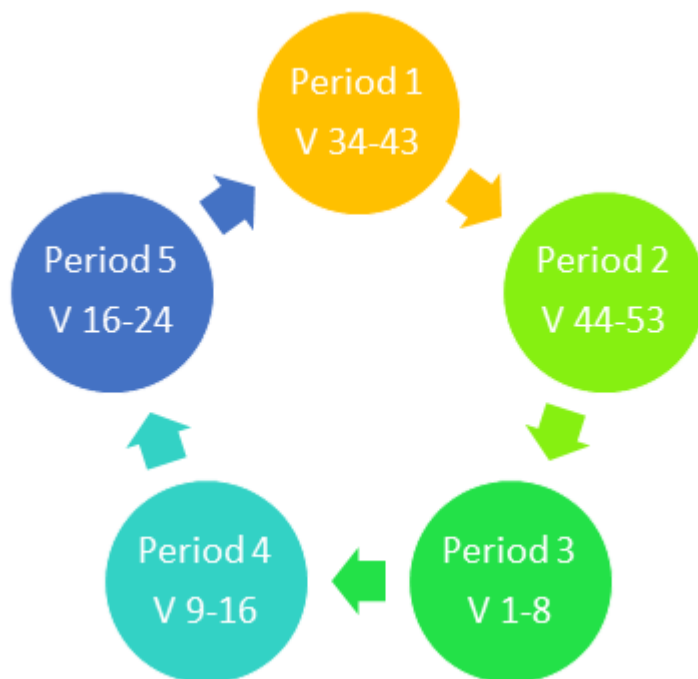 Period 1
V 34-43
Period 2
V 44-53
Period 3
V 1-8
Period 4
V 9-16
Period 5
V 16-24